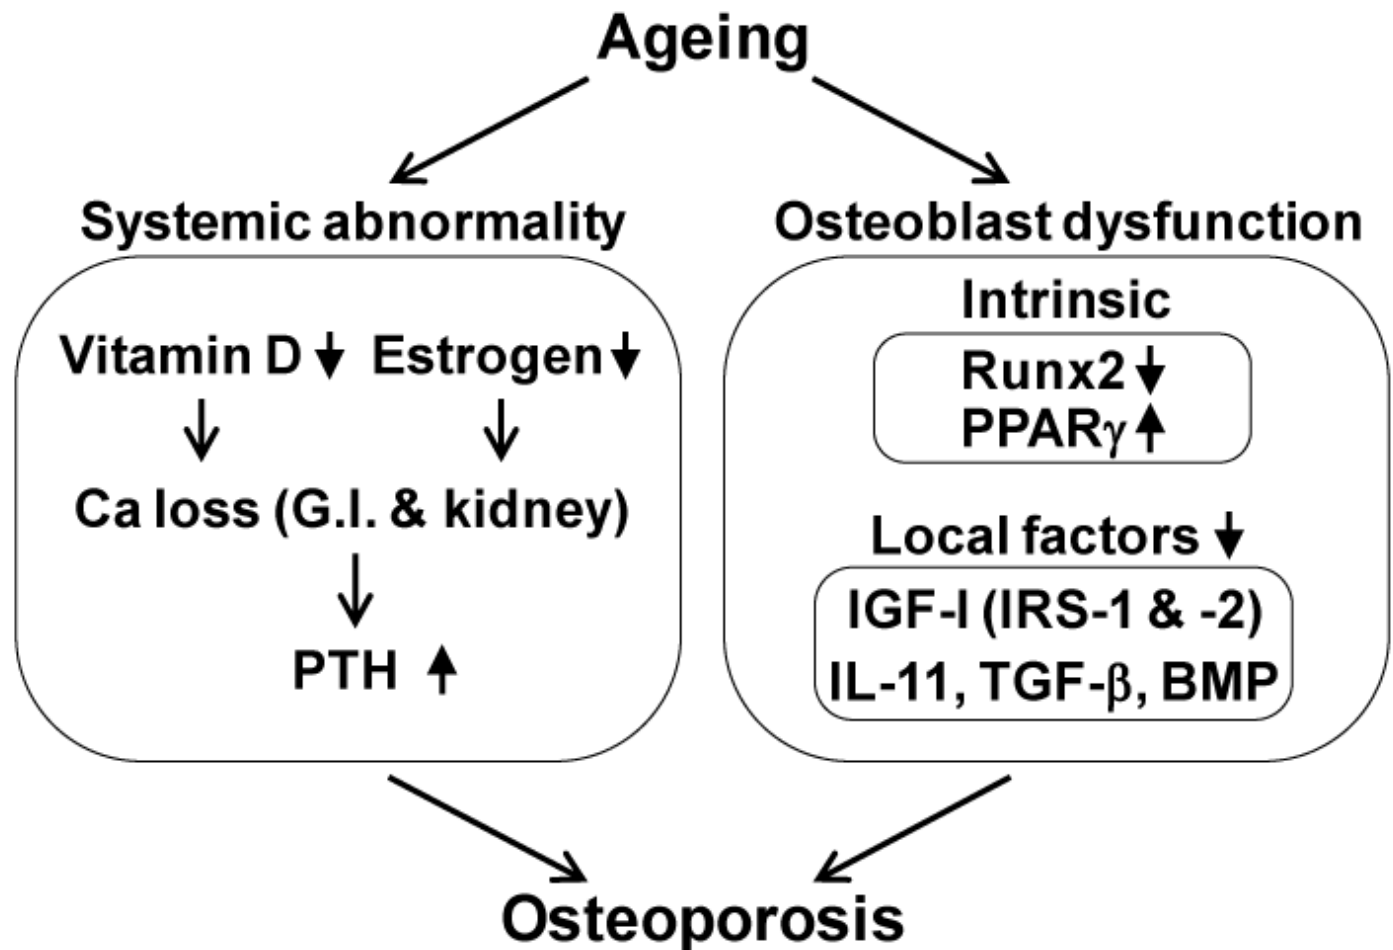 Ageing
Systemic abnormality
Vitamin D ↓ Estrogen ↓
Ca loss (G.I. & kidney)
PTH ↑
Osteoblast dysfunction
Intrinsic
Runx2 ↓
PPARγ ↑
Local factors ↓
IGF-I (IRS-1 & -2)
IL-11, TGF-β, BMP
Osteoporosis